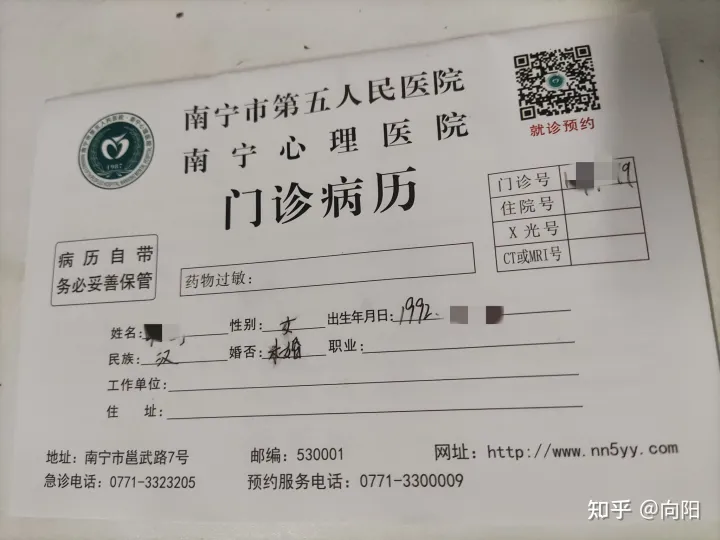 南宁市第五人民医院
南宁心理医院
门诊病历
就诊预约
1982
门诊号 19
住院号
X光号
CT或MRI号
病历自带
务必妥善保管
药物过敏:
姓名: 性别: 女 出生年月日: 1992.
民族: 汉 婚否: 未婚 职业:
工作单位:
住 址:
地址: 南宁市邕武路7号 邮编: 530001 网址: http://www.nn5yy.com
急诊电话: 0771-3323205 预约服务电话: 0771-3300009
知乎 @向阳